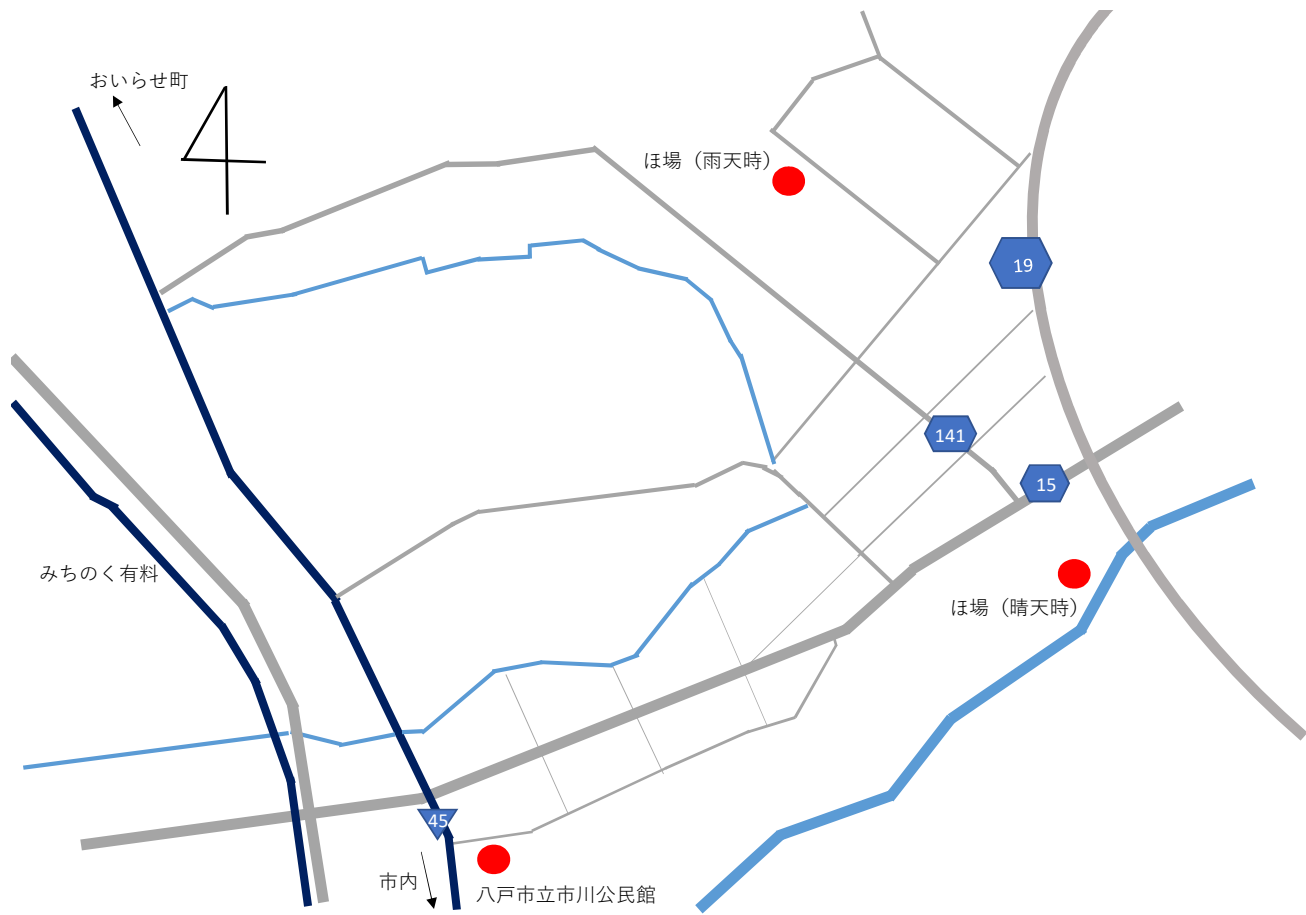 おいらせ町
ほ場（雨天時）
19
141
15
みちのく有料
ほ場（晴天時）
45
市内
八戸市立市川公民館